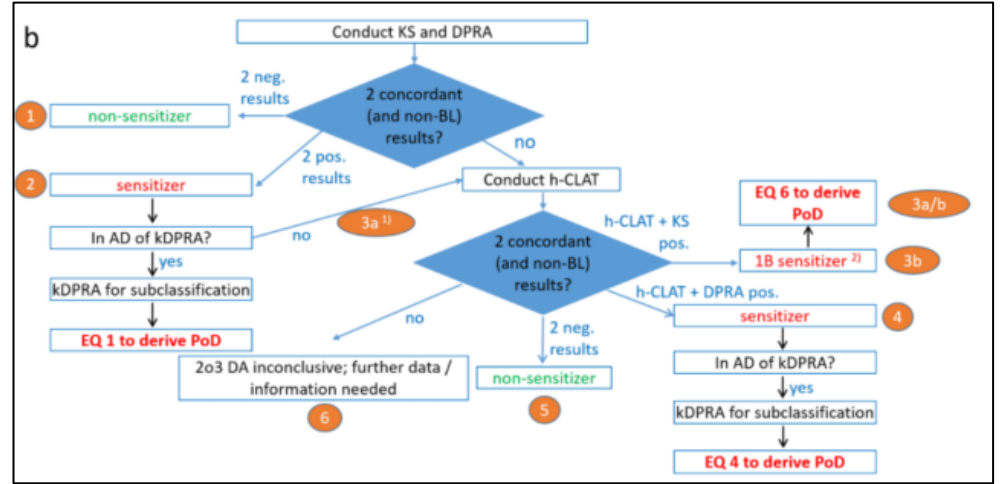 b
Conduct KS and DPRA
2 neg.
results
2 concordant
(and non-BL)
results?
1
non-sensitizer
no
2 pos.
results
2
sensitizer
Conduct h-CLAT
EQ 6 to derive
PoD
3a/b
3a 1)
no
In AD of kDPRA?
h-CLAT + KS
pos.
2 concordant
(and non-BL)
results?
1B sensitizer 2)
3b
yes
kDPRA for subclassification
h-CLAT + DPRA pos.
sensitizer
4
no
2 neg.
results
EQ 1 to derive PoD
2o3 DA inconclusive; further data /
information needed
In AD of kDPRA?
non-sensitizer
yes
6
5
kDPRA for subclassification
EQ 4 to derive PoD